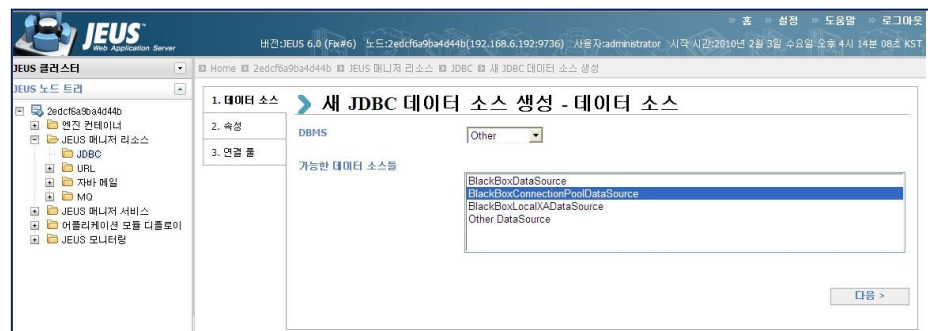 JEUS™
Web Application Server
» 홈 » 설정 » 도움말 » 로그아웃
버전:JEUS 6.0 (Fix#6) 노드:2edcf6a9ba4d44b(192.168.6.192:9736) 사용자:administrator 시작 시간:2010년 2월 3일 수요일 오후 4시 14분 08초 KST
JEUS 클러스터
Home 2edcf6a9ba4d44b JEUS 매니저 리소스 JDBC 새 JDBC 데이터 소스 생성
JEUS 노드 트리
2edcf6a9ba4d44b
엔진 컨테이너
JEUS 매니저 리소스
JDBC
URL
자바 메일
MQ
JEUS 매니저 서비스
어플리케이션 모듈 디플로이
JEUS 모니터링
1. 데이터 소스
2. 속성
3. 연결 풀
새 JDBC 데이터 소스 생성 - 데이터 소스
DBMS
Other
가능한 데이터 소스들
BlackBoxDataSource
BlackBoxConnectionPoolDataSource
BlackBoxLocalXADataSource
Other DataSource
다음 >